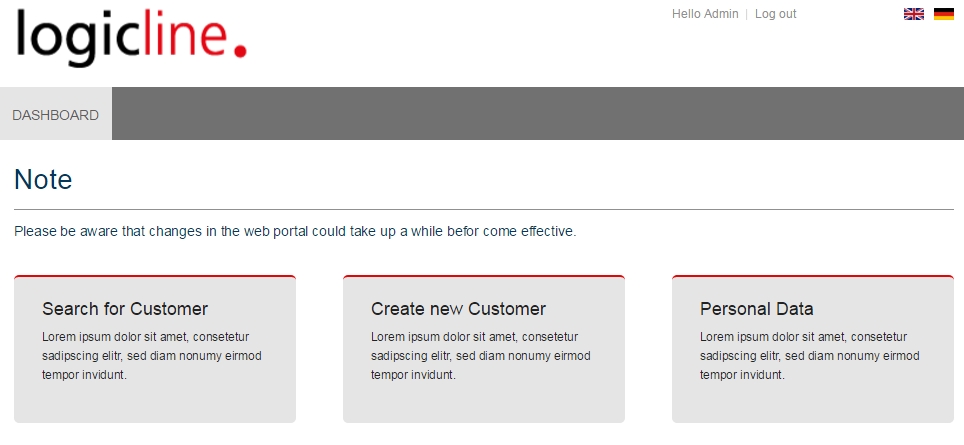 logicline.
Hello Admin | Log out
DASHBOARD
Note
Please be aware that changes in the web portal could take up a while befor come effective.
Search for Customer
Lorem ipsum dolor sit amet, consetetur
sadipscing elitr, sed diam nonumy eirmod
tempor invidunt.
Create new Customer
Lorem ipsum dolor sit amet, consetetur
sadipscing elitr, sed diam nonumy eirmod
tempor invidunt.
Personal Data
Lorem ipsum dolor sit amet, consetetur
sadipscing elitr, sed diam nonumy eirmod
tempor invidunt.